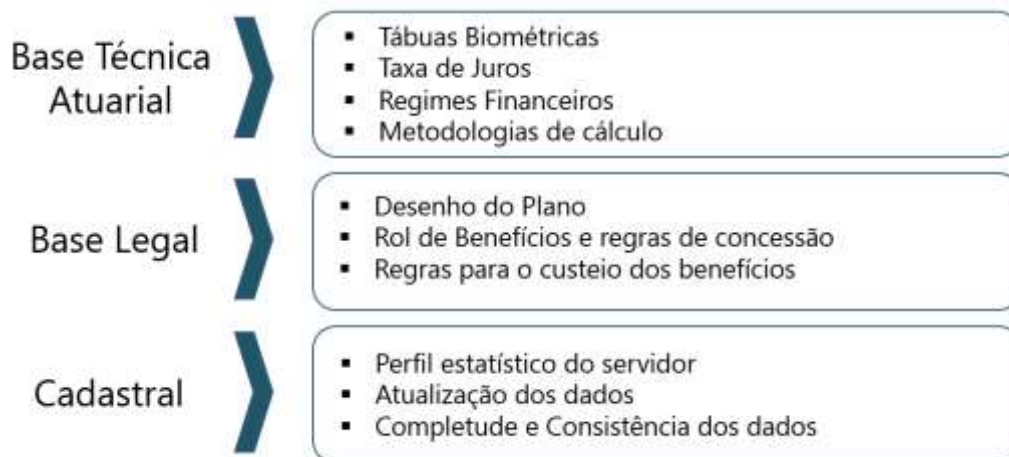 Base Técnica
Atuarial
▪ Tábuas Biométricas
▪ Taxa de Juros
▪ Regimes Financeiros
▪ Metodologias de cálculo
Base Legal
▪ Desenho do Plano
▪ Rol de Benefícios e regras de concessão
▪ Regras para o custeio dos benefícios
Cadastral
▪ Perfil estatístico do servidor
▪ Atualização dos dados
▪ Completude e Consistência dos dados